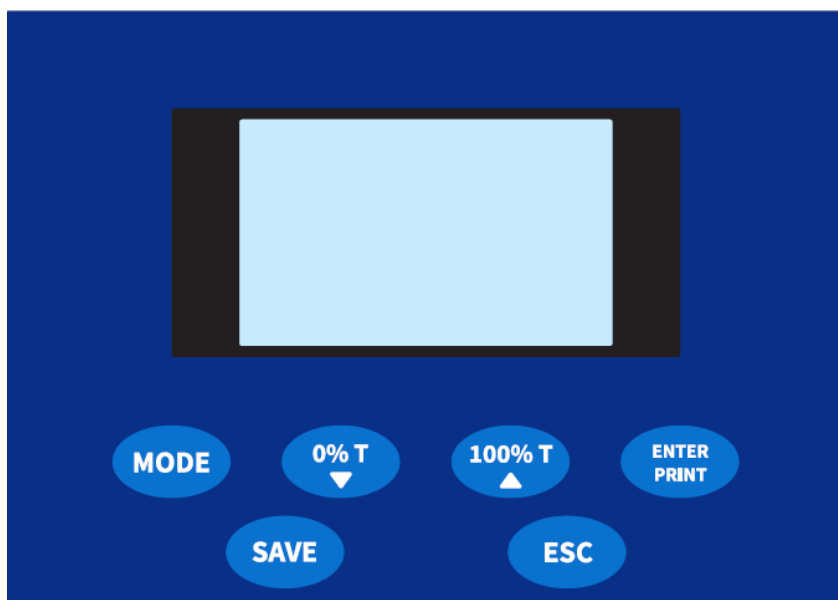 MODE
0% T
100% T
ENTER
PRINT
SAVE
ESC